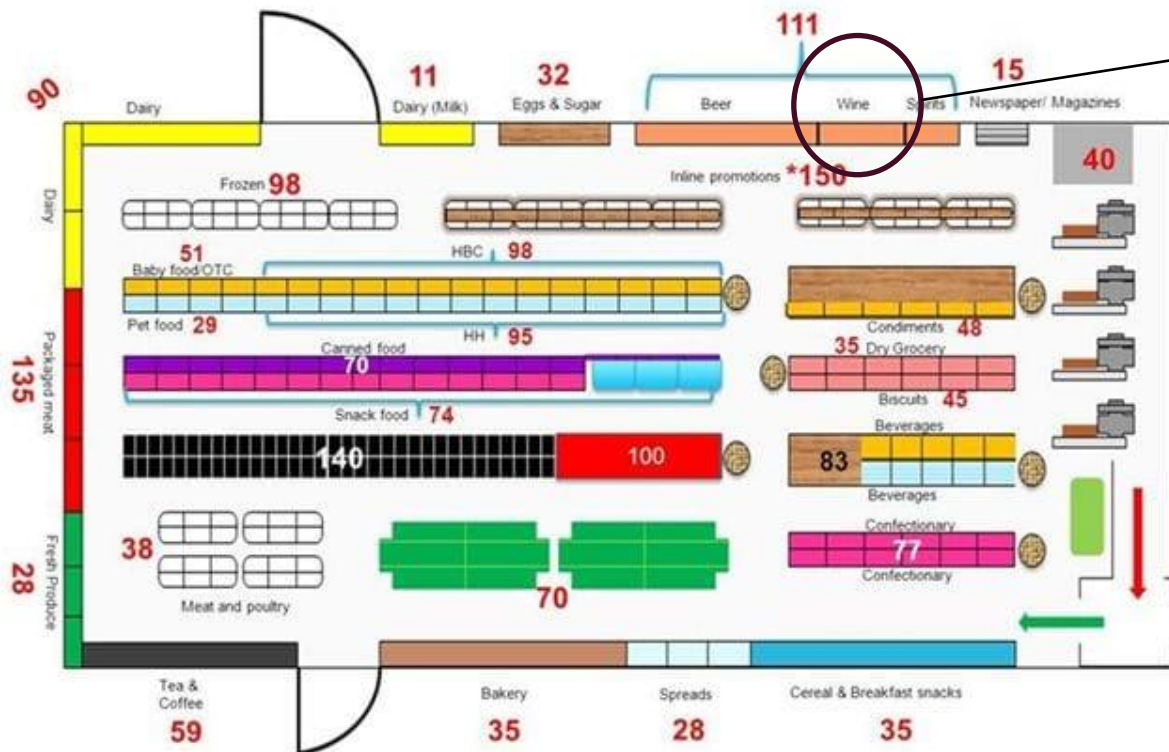 111
90
11
32
15
Dairy
Dairy (Milk)
Eggs & Sugar
Beer
Wine
Spirits
Newspaper/ Magazines
40
Dairy
Frozen 98
Inline promotions *150
51
Baby food/OTC
HBC 98
Pet food 29
HH 95
Condiments 48
Canned food
70
35 Dry Grocery
Packaged meat
135
Biscuits 45
Snack food 74
Beverages
140
100
83
Beverages
Fresh Produce
28
38
Confectionary
77
Confectionary
70
Meat and poultry
Tea &
Coffee
59
Bakery
35
Spreads
28
Cereal & Breakfast snacks
35